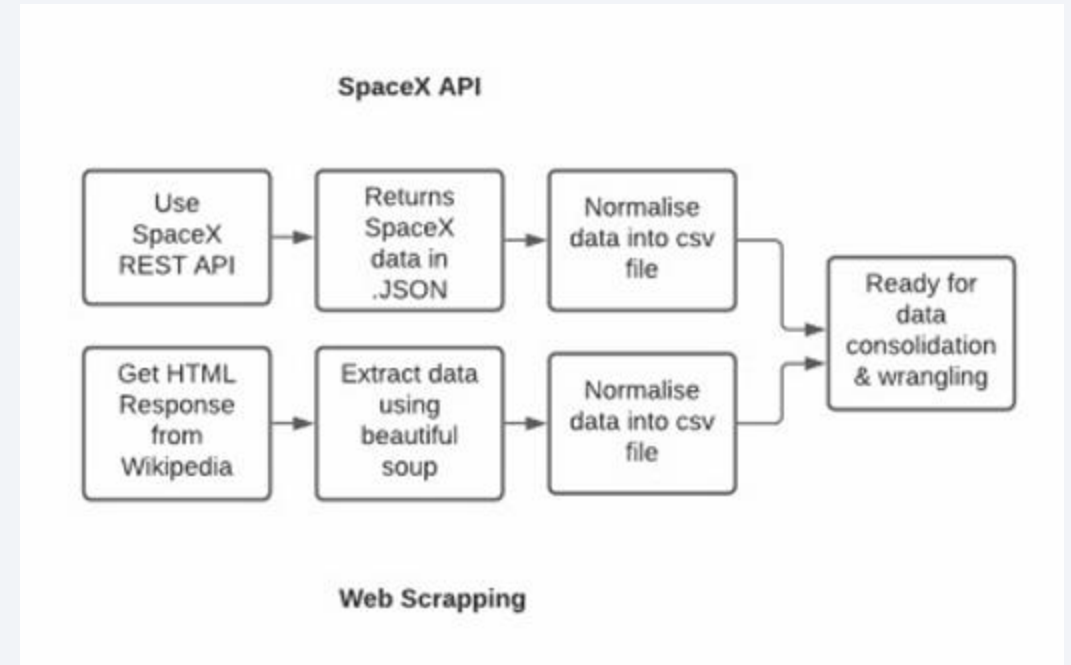 SpaceX API
Use
SpaceX
REST API
Returns
SpaceX
data in
.JSON
Normalise
data into csv
file
Get HTML
Response
from
Wikipedia
Extract data
using
beautiful
soup
Normalise
data into csv
file
Ready for
data
consolidation
& wrangling
Web Scrapping